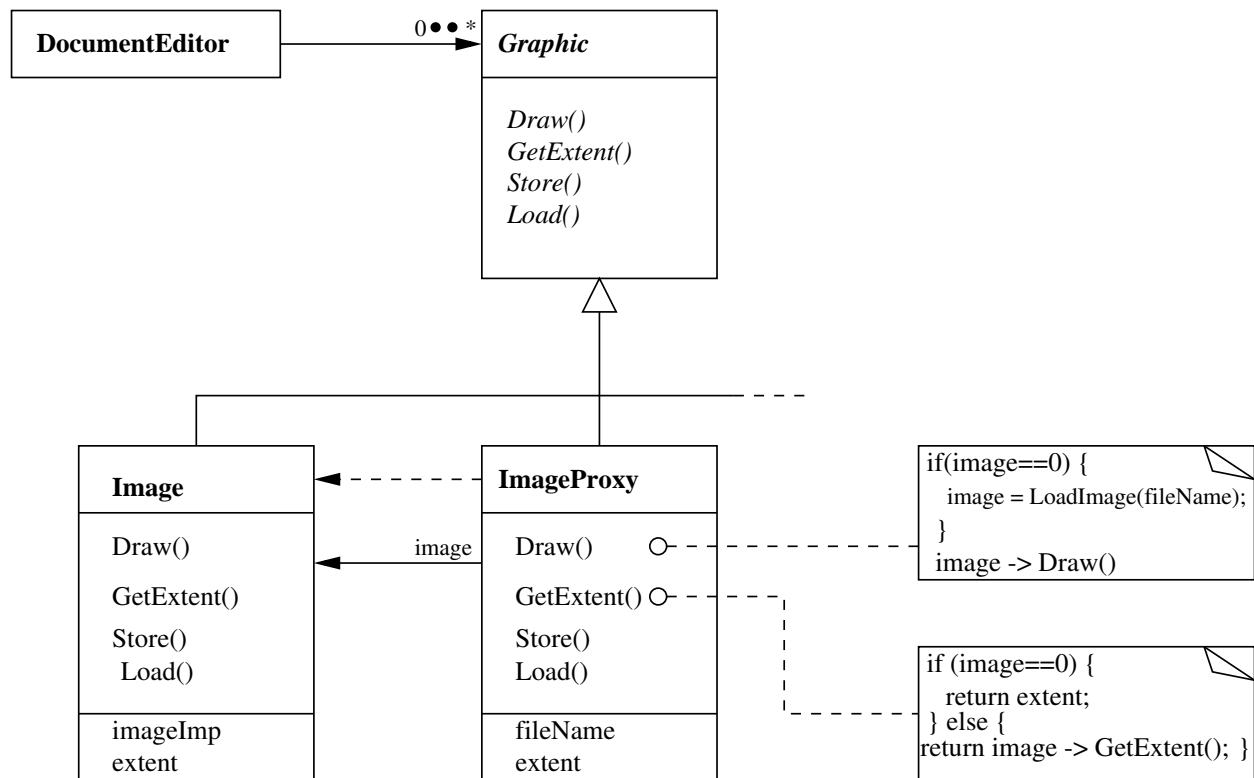 DocumentEditor
0●●*
Graphic
Draw()
GetExtent()
Store()
Load()
Image
Draw()
GetExtent()
Store()
Load()
imageImp
extent
image
ImageProxy
Draw()
GetExtent()
Store()
Load()
fileName
extent
if(image==0) {
image = LoadImage(fileName);
}
image -> Draw()
if (image==0) {
return extent;
} else {
return image -> GetExtent(); }